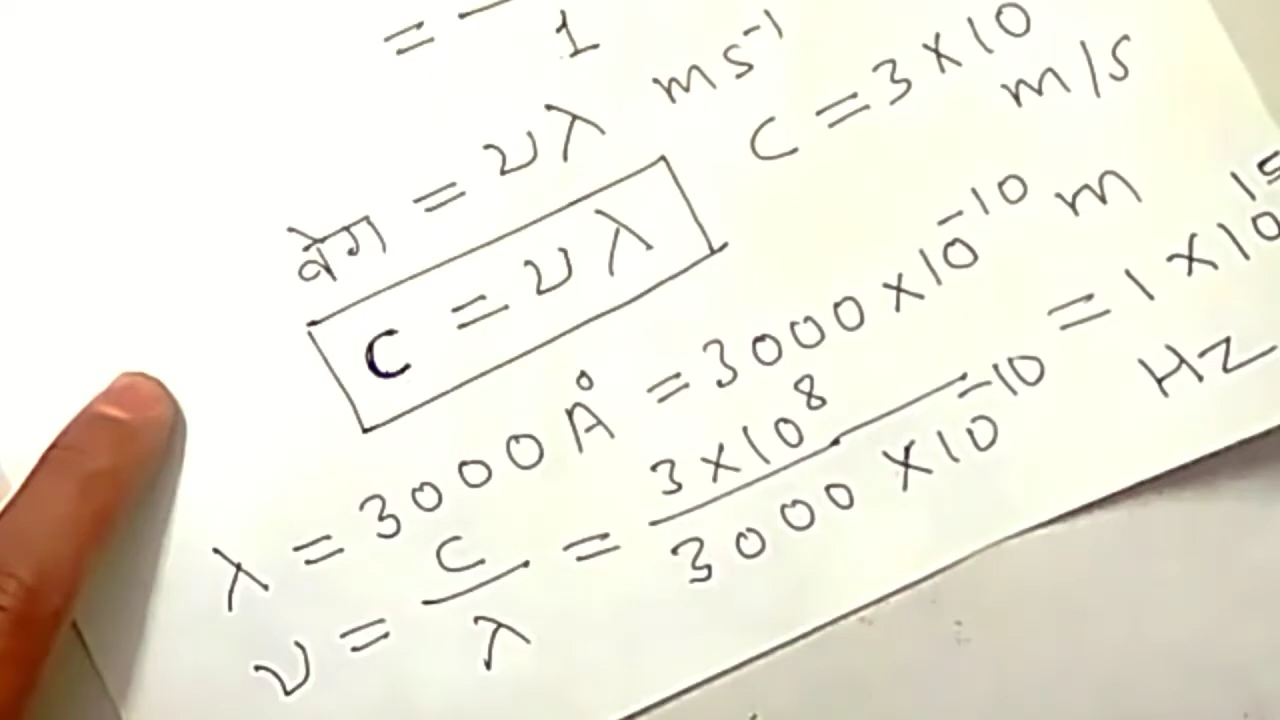 = 1
वेग = νλ ms⁻¹
C = 3×10
m/s
C = νλ
λ = 3000 Å = 3000×10⁻¹⁰ m
ν = C/λ = 3×10⁸/3000×10⁻¹⁰ = 1×10¹⁵
Hz